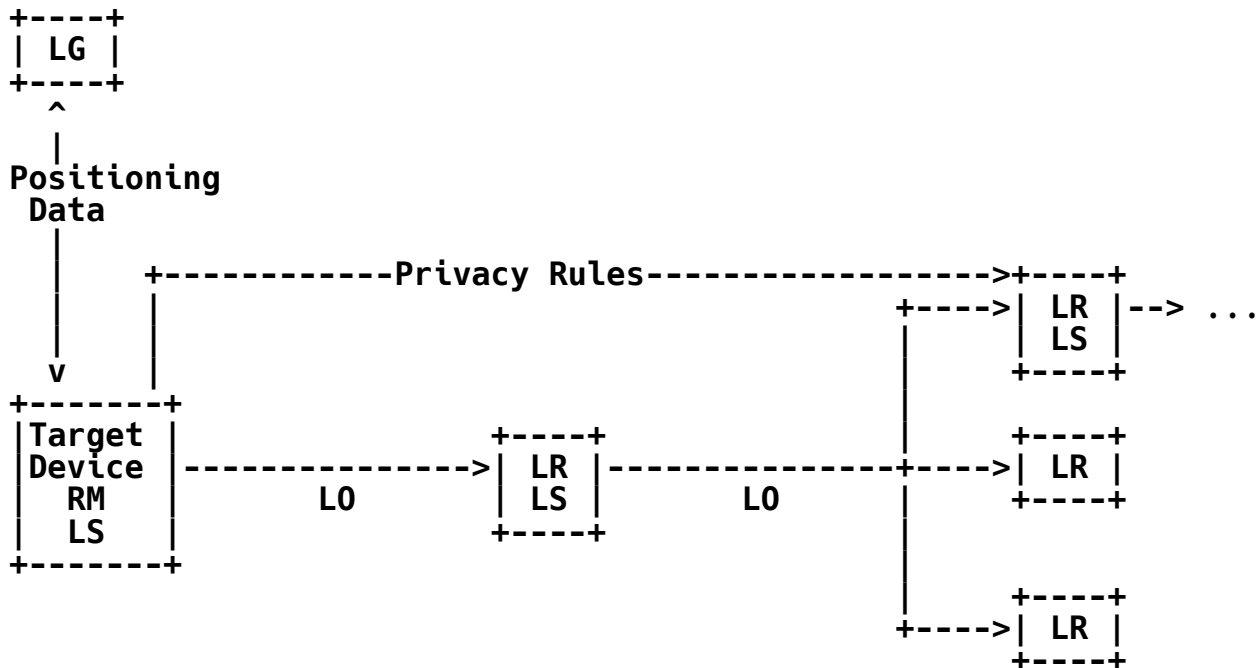 +----+
| LG |
+----+
  ^
  |
Positioning
 Data
  |
  |    +------------Privacy Rules------------------>+----+
  |    |                                      +---->| LR |--> ...
  |    |                                      |     | LS |
  v    |                                      |     +----+
+-------+                                     |
|Target |                +----+               |     +----+
|Device |--------------->| LR |---------------+---->| LR |
|  RM   |       LO       | LS |       LO      |     +----+
|  LS   |                +----+               |
+-------+                                     |
                                              |     +----+
                                              +---->| LR |
                                                    +----+